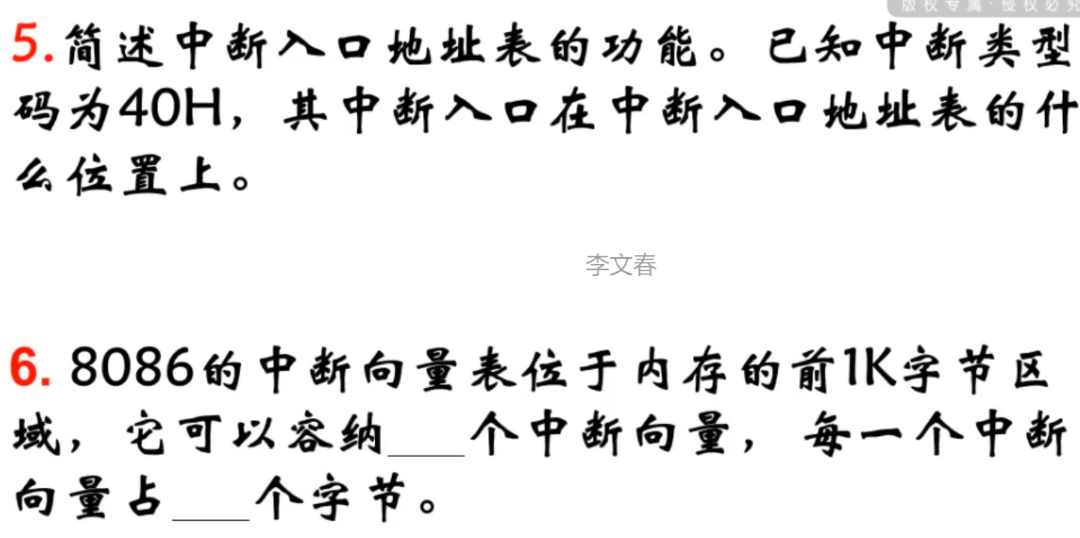 版权专属·侵权必究
5.简述中断入口地址表的功能。已知中断类型
码为40H，其中断入口在中断入口地址表的什
么位置上。
李文春
6. 8086的中断向量表位于内存的前1K字节区
域，它可以容纳____个中断向量，每一个中断
向量占____个字节。